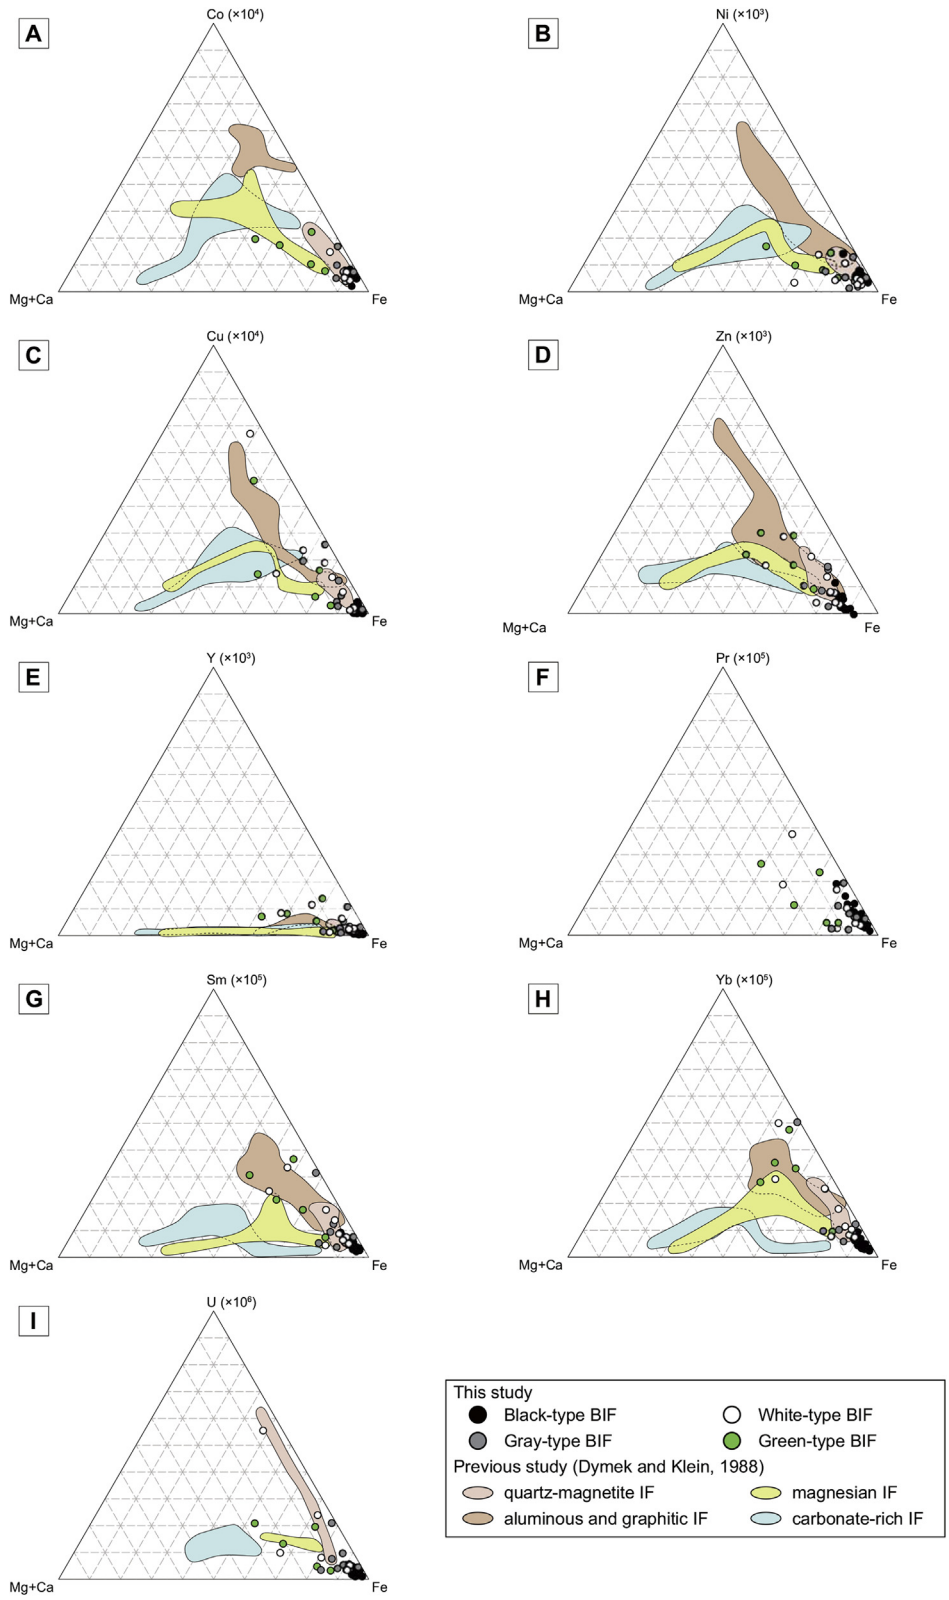 A
Co (×10⁴)
Mg+Ca
Fe
B
Ni (×10³)
Mg+Ca
Fe
C
Cu (×10⁴)
Mg+Ca
Fe
D
Zn (×10³)
Mg+Ca
Fe
E
Y (×10³)
Mg+Ca
Fe
F
Pr (×10⁵)
Mg+Ca
Fe
G
Sm (×10⁵)
Mg+Ca
Fe
H
Yb (×10⁵)
Mg+Ca
Fe
I
U (×10⁶)
Mg+Ca
Fe
This study
Black-type BIF
White-type BIF
Gray-type BIF
Green-type BIF
Previous study (Dymek and Klein, 1988)
quartz-magnetite IF
magnesian IF
aluminous and graphitic IF
carbonate-rich IF